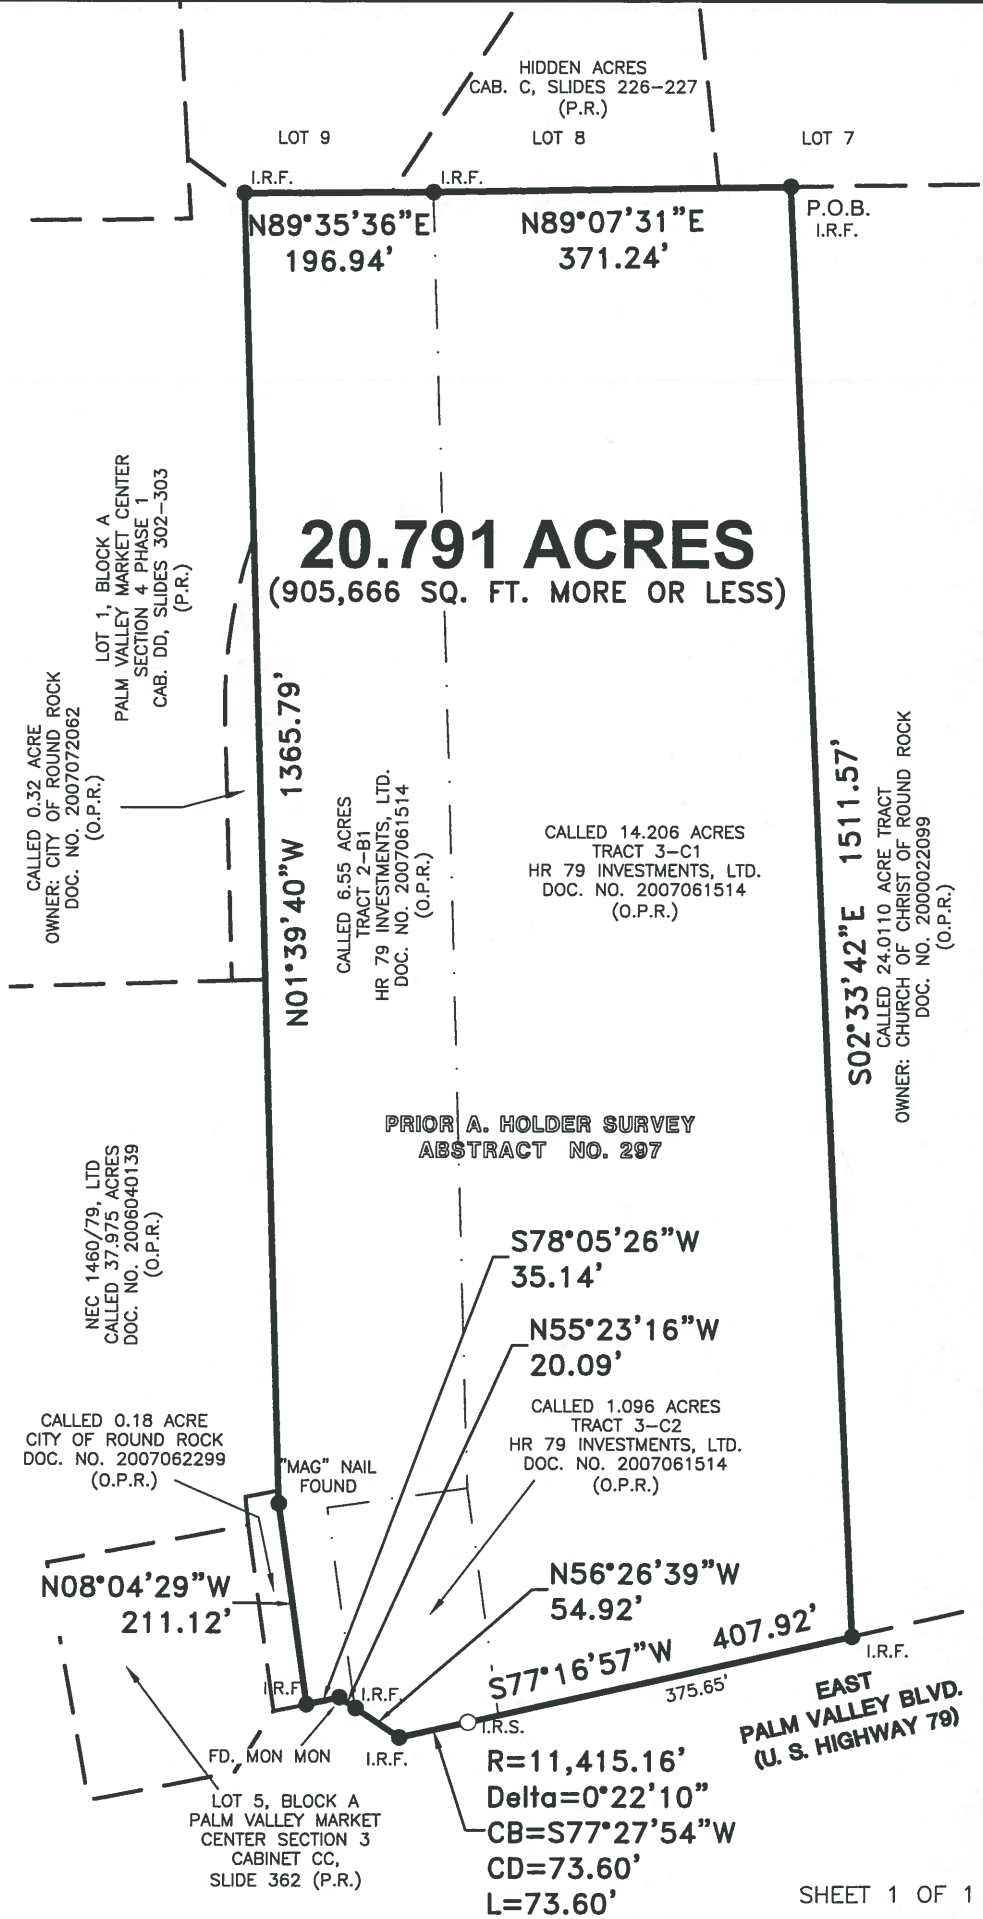 HIDDEN ACRES
CAB. C, SLIDES 226-227
(P.R.)
LOT 9
LOT 8
LOT 7
I.R.F.
I.R.F.
P.O.B.
I.R.F.
N89°35'36"E
196.94'
N89°07'31"E
371.24'
LOT 1, BLOCK A
PALM VALLEY MARKET CENTER
SECTION 4 PHASE 1
CAB. DD, SLIDES 302-303
(P.R.)
20.791 ACRES
(905,666 SQ. FT. MORE OR LESS)
CALLED 0.32 ACRE
OWNER: CITY OF ROUND ROCK
DOC. NO. 2007072062
(O.P.R.)
N01°39'40"W 1365.79'
CALLED 6.55 ACRES
TRACT 2-B1
HR 79 INVESTMENTS, LTD.
DOC. NO. 2007061514
(O.P.R.)
CALLED 14.206 ACRES
TRACT 3-C1
HR 79 INVESTMENTS, LTD.
DOC. NO. 2007061514
(O.P.R.)
S02°33'42"E 1511.57'
CALLED 24.0110 ACRE TRACT
OWNER: CHURCH OF CHRIST OF ROUND ROCK
DOC. NO. 2000022099
(O.P.R.)
PRIOR A. HOLDER SURVEY
ABSTRACT NO. 297
NEC 1460/79, LTD
CALLED 37.975 ACRES
DOC. NO. 2006040139
(O.P.R.)
S78°05'26"W
35.14'
N55°23'16"W
20.09'
CALLED 0.18 ACRE
CITY OF ROUND ROCK
DOC. NO. 2007062299
(O.P.R.)
"MAG" NAIL
FOUND
CALLED 1.096 ACRES
TRACT 3-C2
HR 79 INVESTMENTS, LTD.
DOC. NO. 2007061514
(O.P.R.)
N08°04'29"W
211.12'
N56°26'39"W
54.92'
S77°16'57"W 407.92'
375.65'
I.R.F.
I.R.F.
I.R.F.
I.R.S.
I.R.F.
FD. MON MON
EAST
PALM VALLEY BLVD.
(U. S. HIGHWAY 79)
LOT 5, BLOCK A
PALM VALLEY MARKET
CENTER SECTION 3
CABINET CC,
SLIDE 362 (P.R.)
R=11,415.16'
Delta=0°22'10"
CB=S77°27'54"W
CD=73.60'
L=73.60'
SHEET 1 OF 1